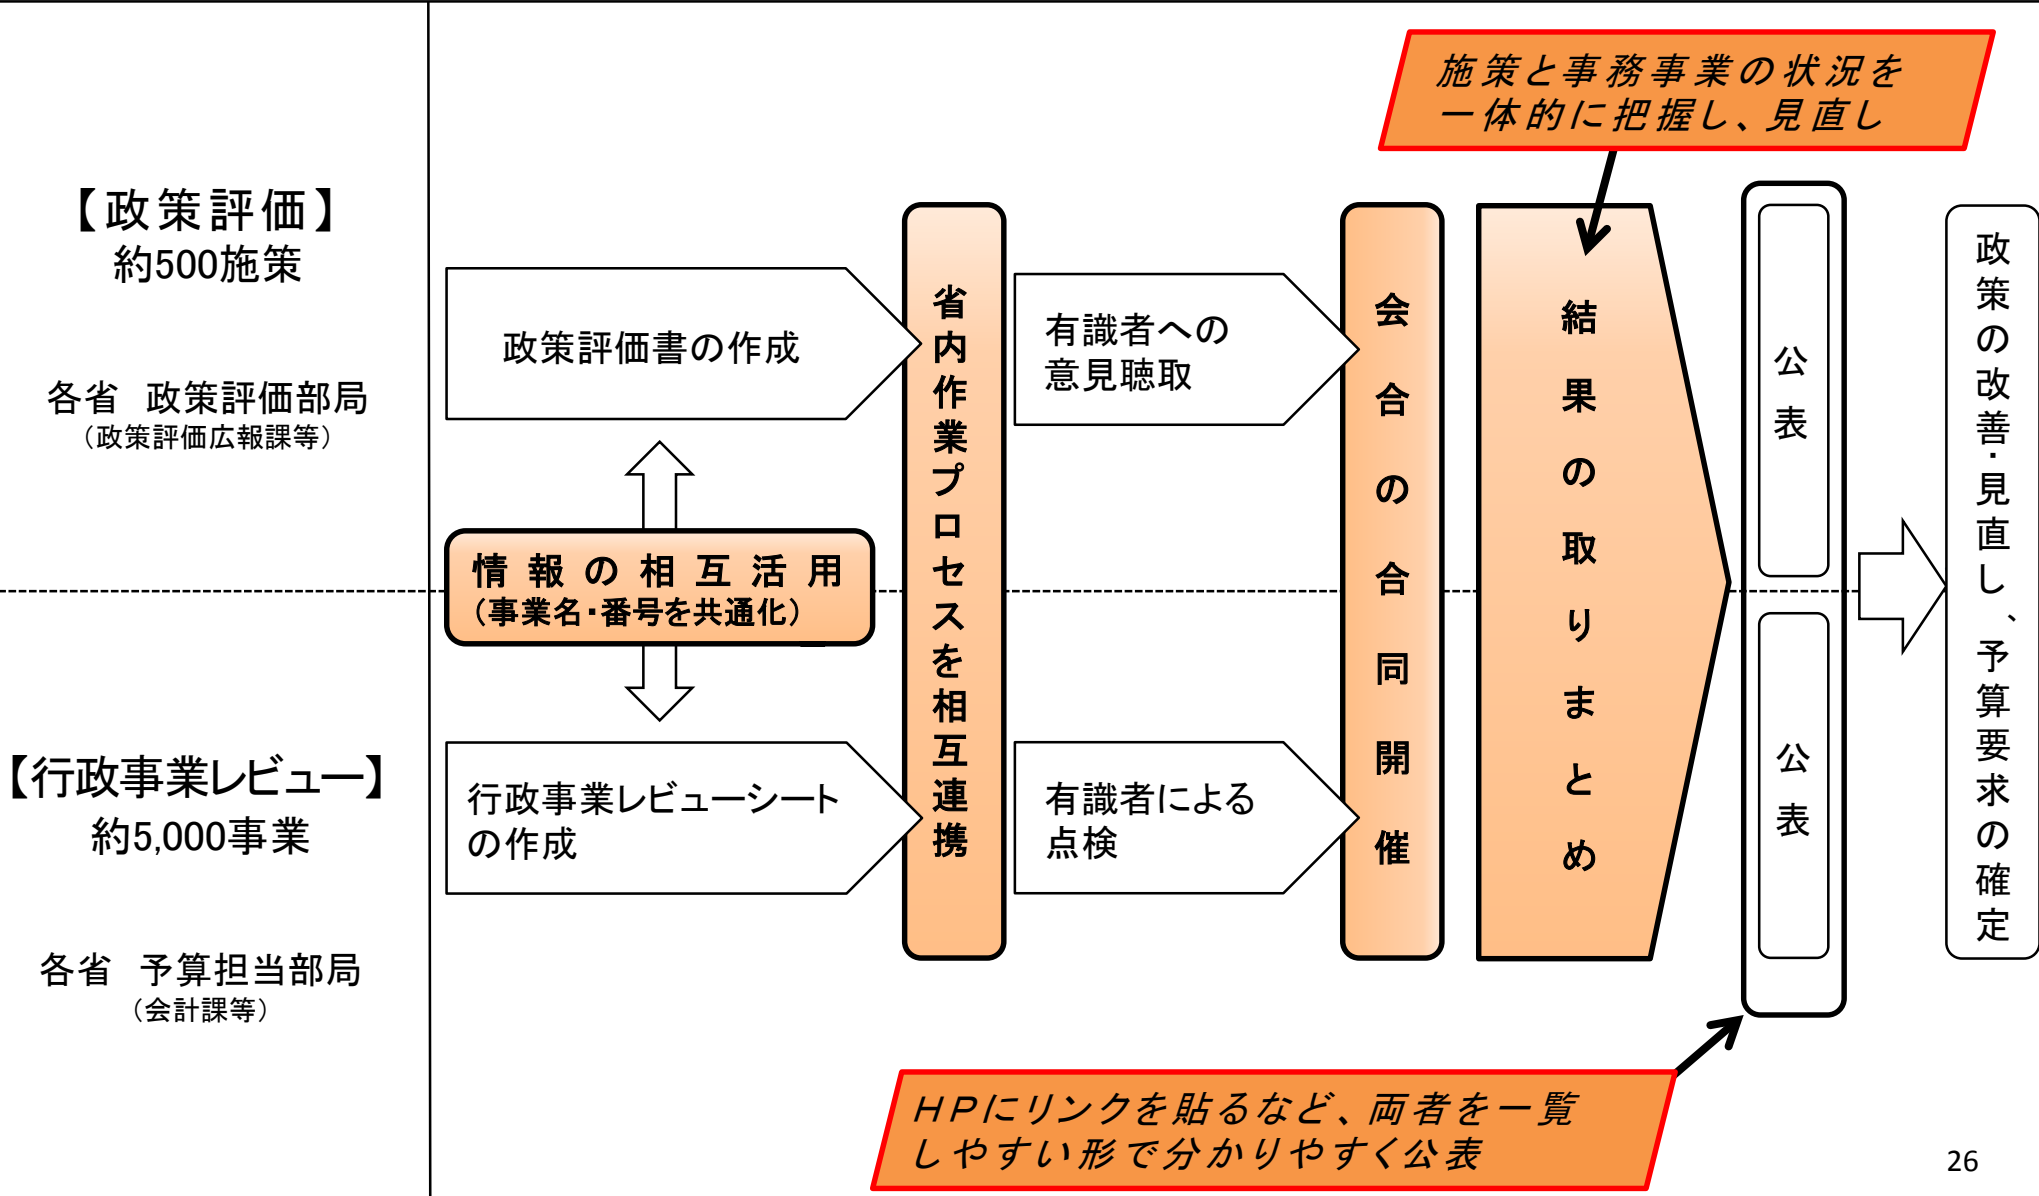 施策と事務事業の状況を
一体的に把握し、見直し
【政策評価】
約500施策
各省　政策評価部局
（政策評価広報課等）
政策評価書の作成
情報の相互活用
（事業名・番号を共通化）
【行政事業レビュー】
約5,000事業
各省　予算担当部局
（会計課等）
行政事業レビューシート
の作成
省内作業プロセスを相互連携
有識者への
意見聴取
有識者による
点検
会合の合同開催
結果の取りまとめ
公表
公表
政策の改善・見直し、予算要求の確定
ＨＰにリンクを貼るなど、両者を一覧
しやすい形で分かりやすく公表
26